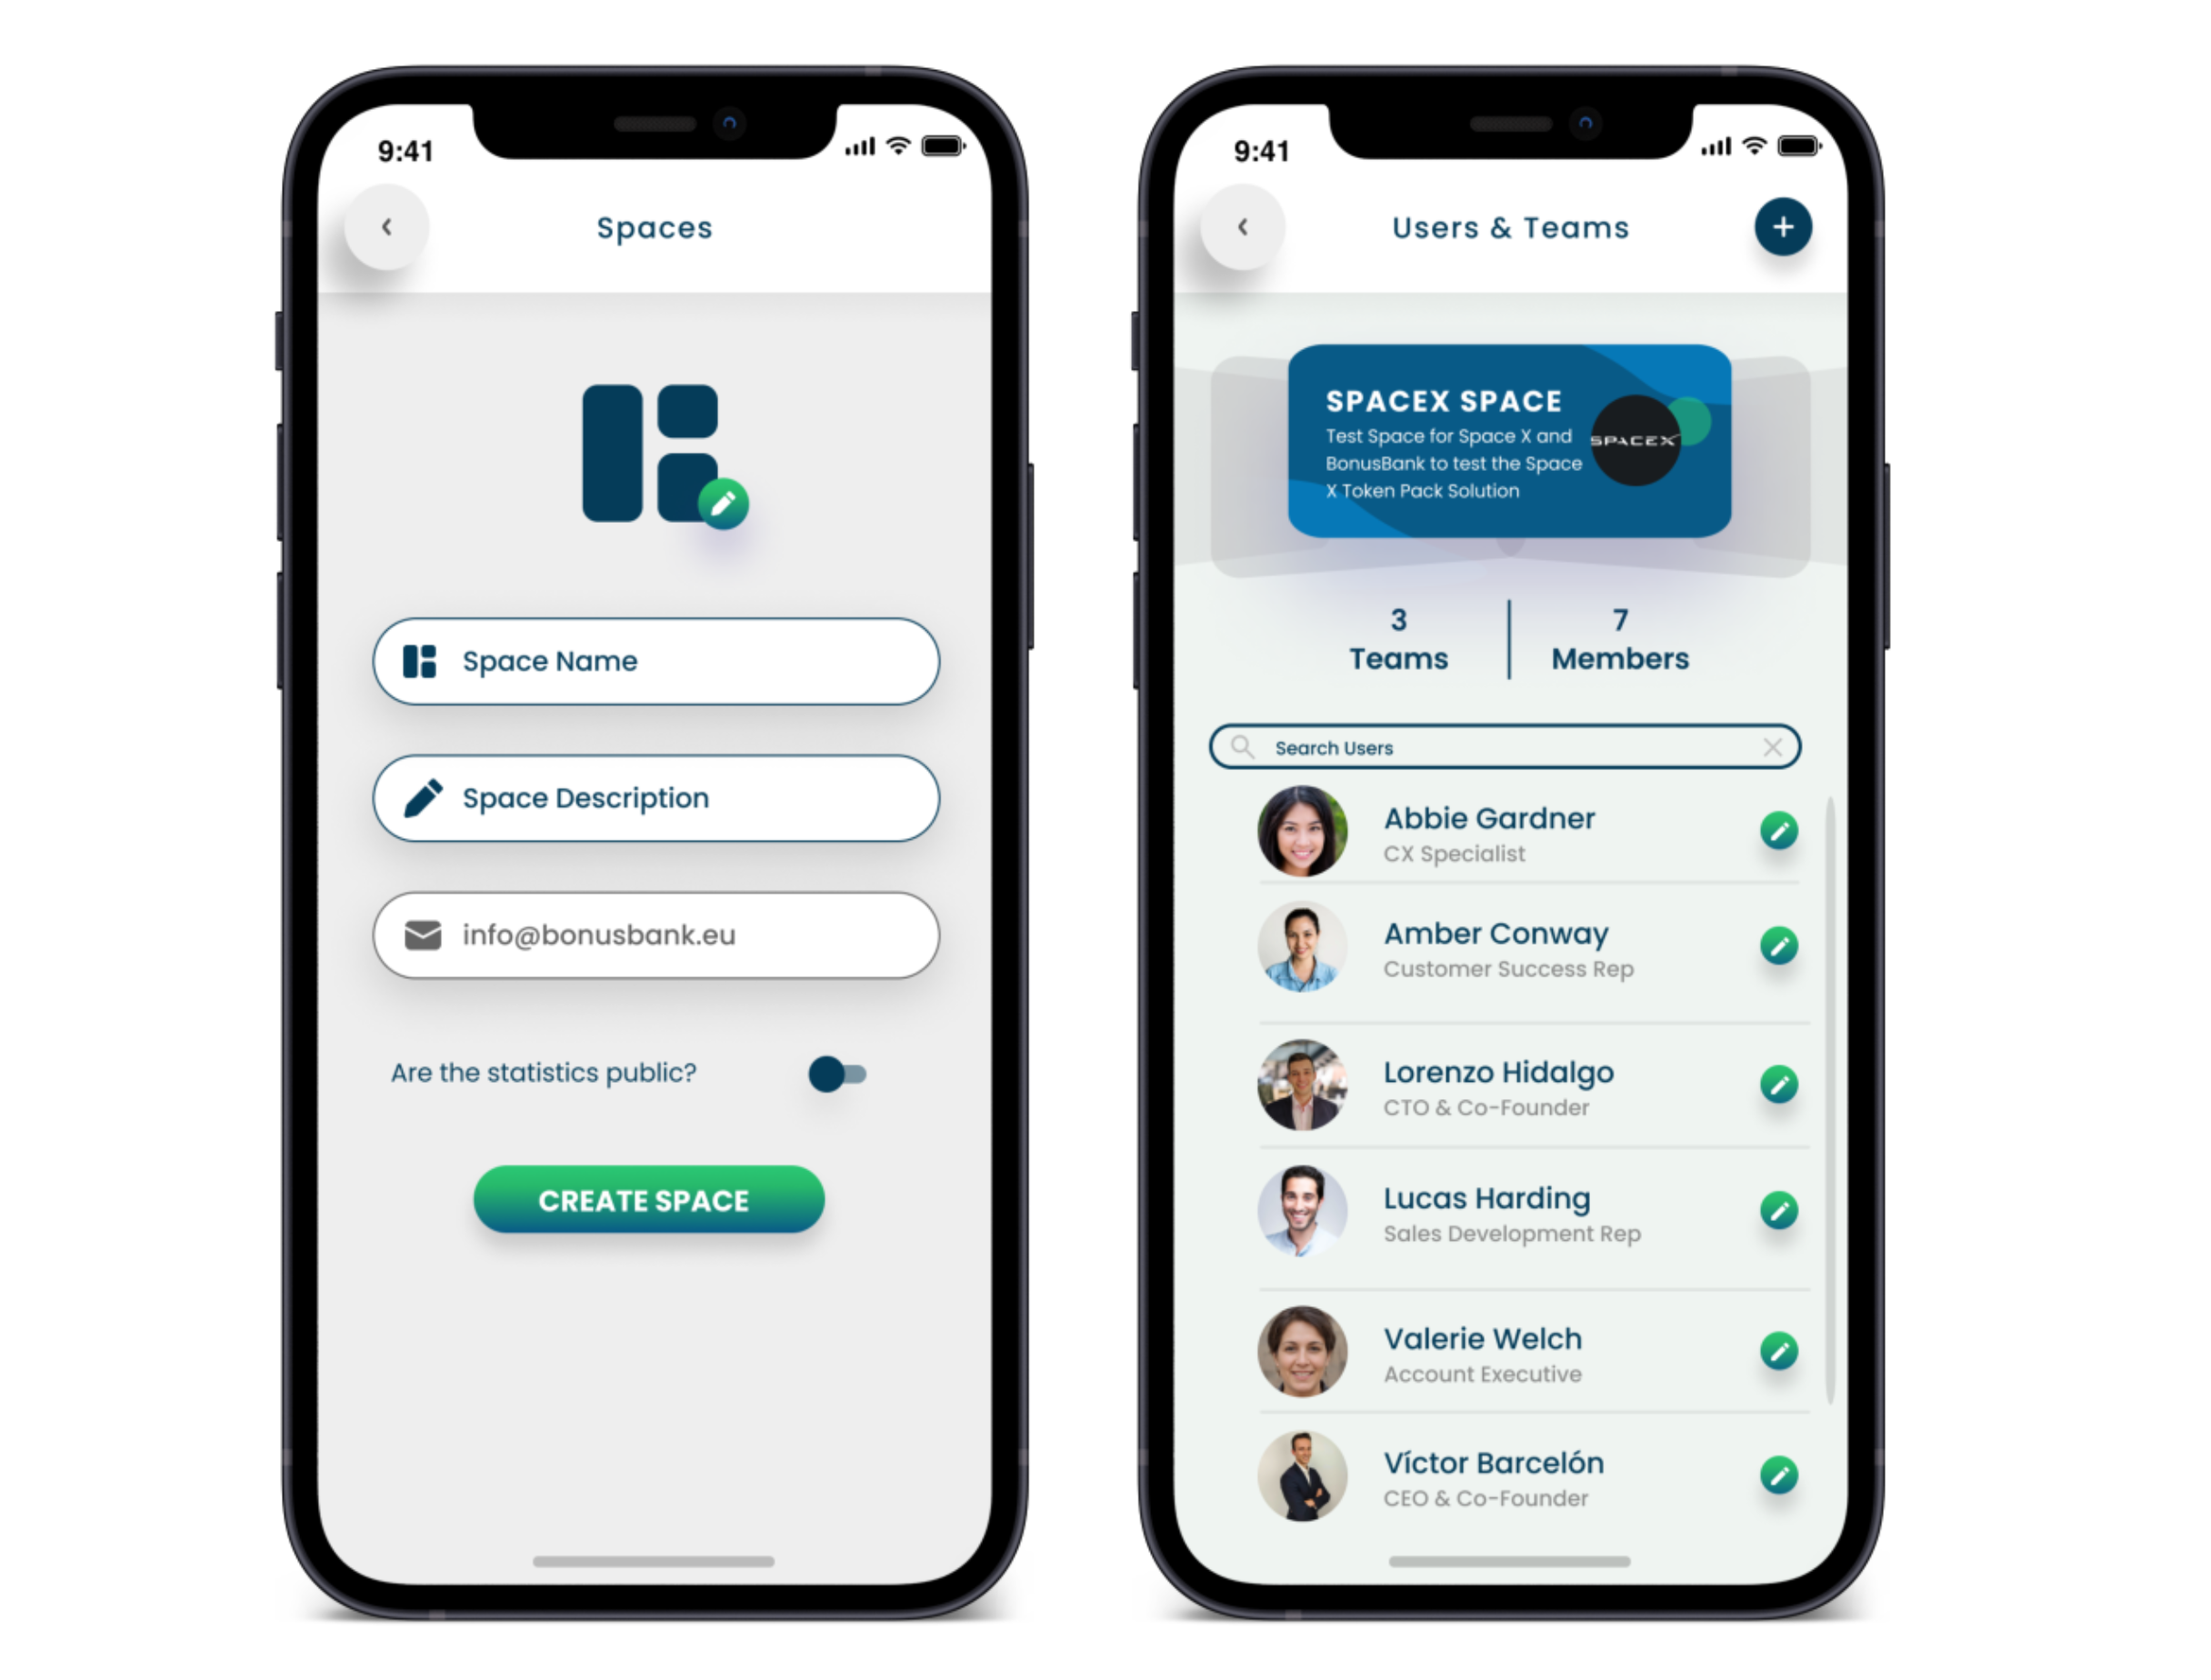 9:41
Spaces
Space Name
Space Description
info@bonusbank.eu
Are the statistics public?
CREATE SPACE
9:41
Users & Teams
SPACEX SPACE
Test Space for Space X and
BonusBank to test the Space
X Token Pack Solution
SPACEX
3
Teams
7
Members
Search Users
Abbie Gardner
CX Specialist
Amber Conway
Customer Success Rep
Lorenzo Hidalgo
CTO & Co-Founder
Lucas Harding
Sales Development Rep
Valerie Welch
Account Executive
Víctor Barcelón
CEO & Co-Founder